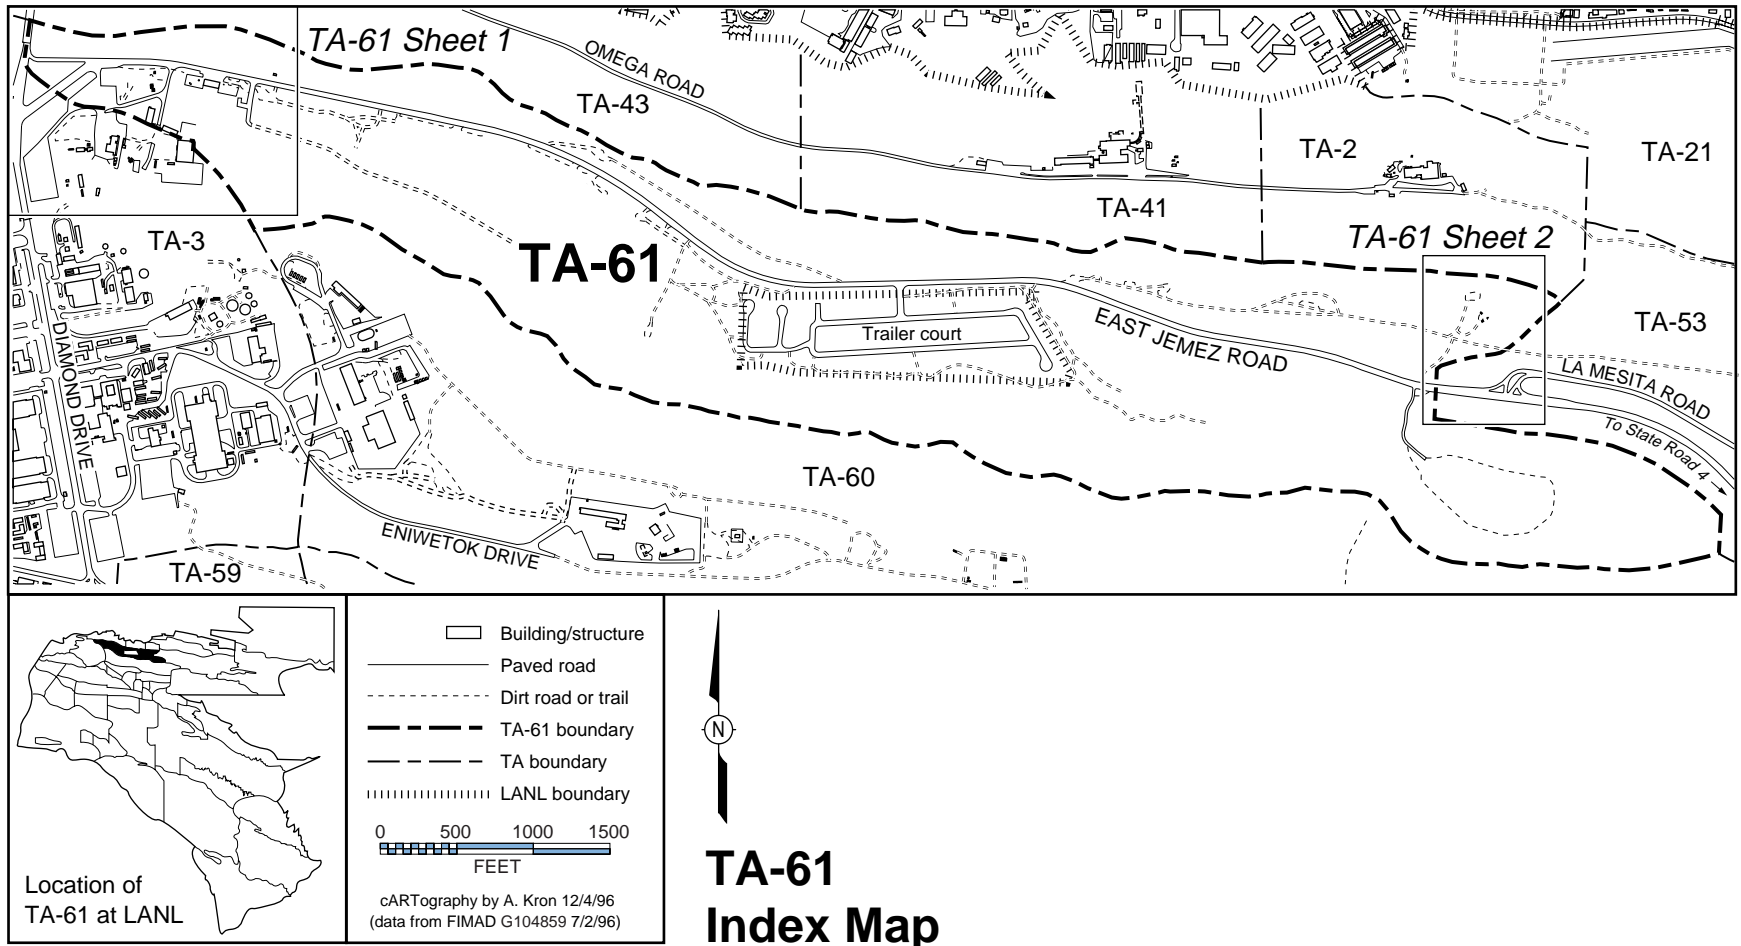 TA-61 Sheet 1
OMEGA ROAD
TA-43
TA-2
TA-21
TA-41
TA-3
TA-61
TA-61 Sheet 2
DIAMOND DRIVE
Trailer court
EAST JEMEZ ROAD
TA-53
LA MESITA ROAD
To State Road 4
TA-60
ENIWETOK DRIVE
TA-59
Building/structure
Paved road
Dirt road or trail
TA-61 boundary
TA boundary
LANL boundary
0 500 1000 1500
FEET
cARTography by A. Kron 12/4/96
(data from FIMAD G104859 7/2/96)
Location of
TA-61 at LANL
N
TA-61
Index Map